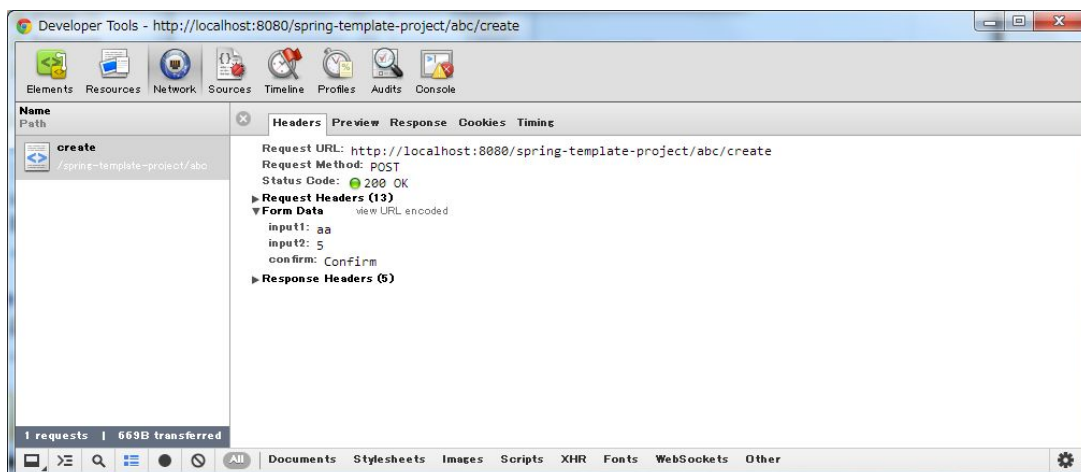 Developer Tools - http://localhost:8080/spring-template-project/abc/create
Elements Resources Network Sources Timeline Profiles Audits Console
Name
Path
Headers Preview Response Cookies Timing
create
/spring-template-project/abc
Request URL: http://localhost:8080/spring-template-project/abc/create
Request Method: POST
Status Code: 200 OK
Request Headers (13)
Form Data view URL encoded
input1: aa
input2: 5
confirm: Confirm
Response Headers (5)
1 requests | 669B transferred
All Documents Stylesheets Images Scripts XHR Fonts WebSockets Other